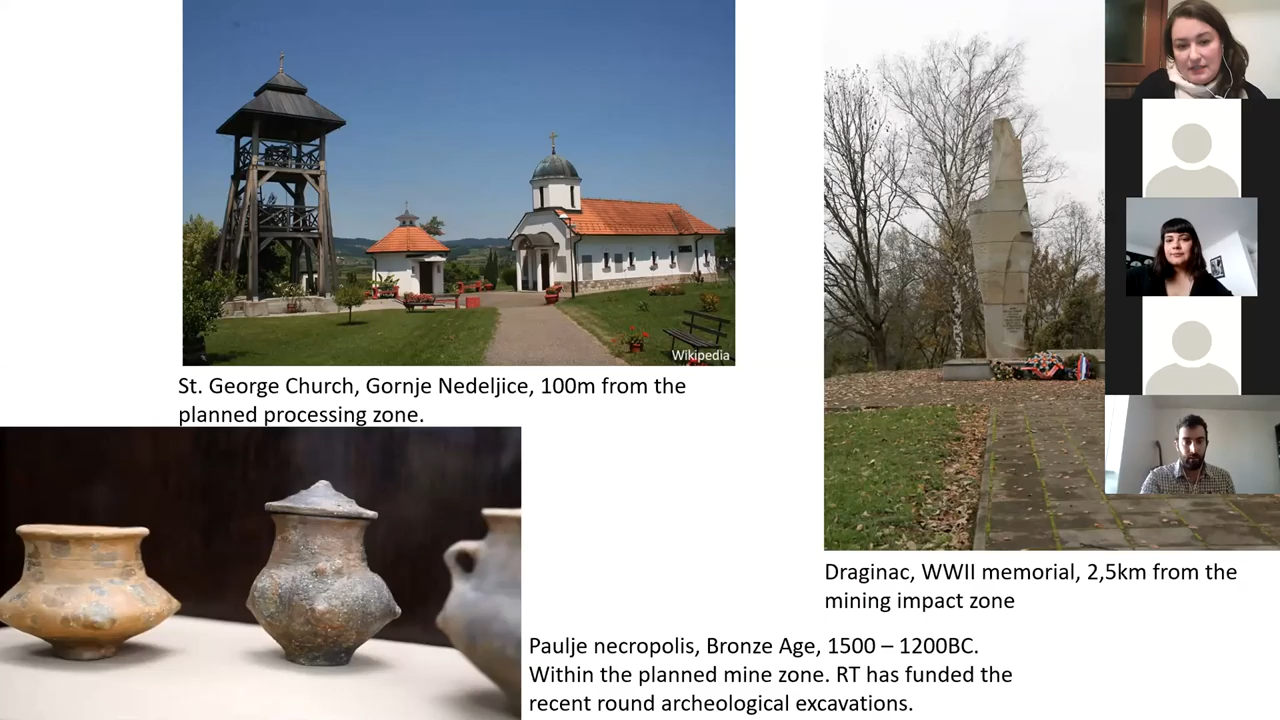 Wikipedia
St. George Church, Gornje Nedeljice, 100m from the
planned processing zone.
Draginac, WWII memorial, 2,5km from the
mining impact zone
Paulje necropolis, Bronze Age, 1500 – 1200BC.
Within the planned mine zone. RT has funded the
recent round archeological excavations.